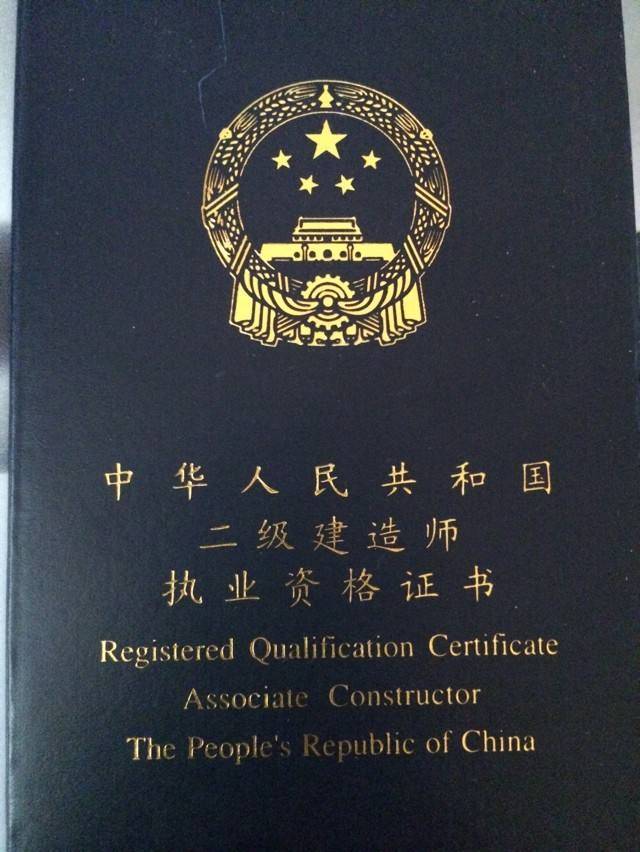 中华人民共和国
二级建造师
执业资格证书
Registered Qualification Certificate
Associate Constructor
The People's Republic of China